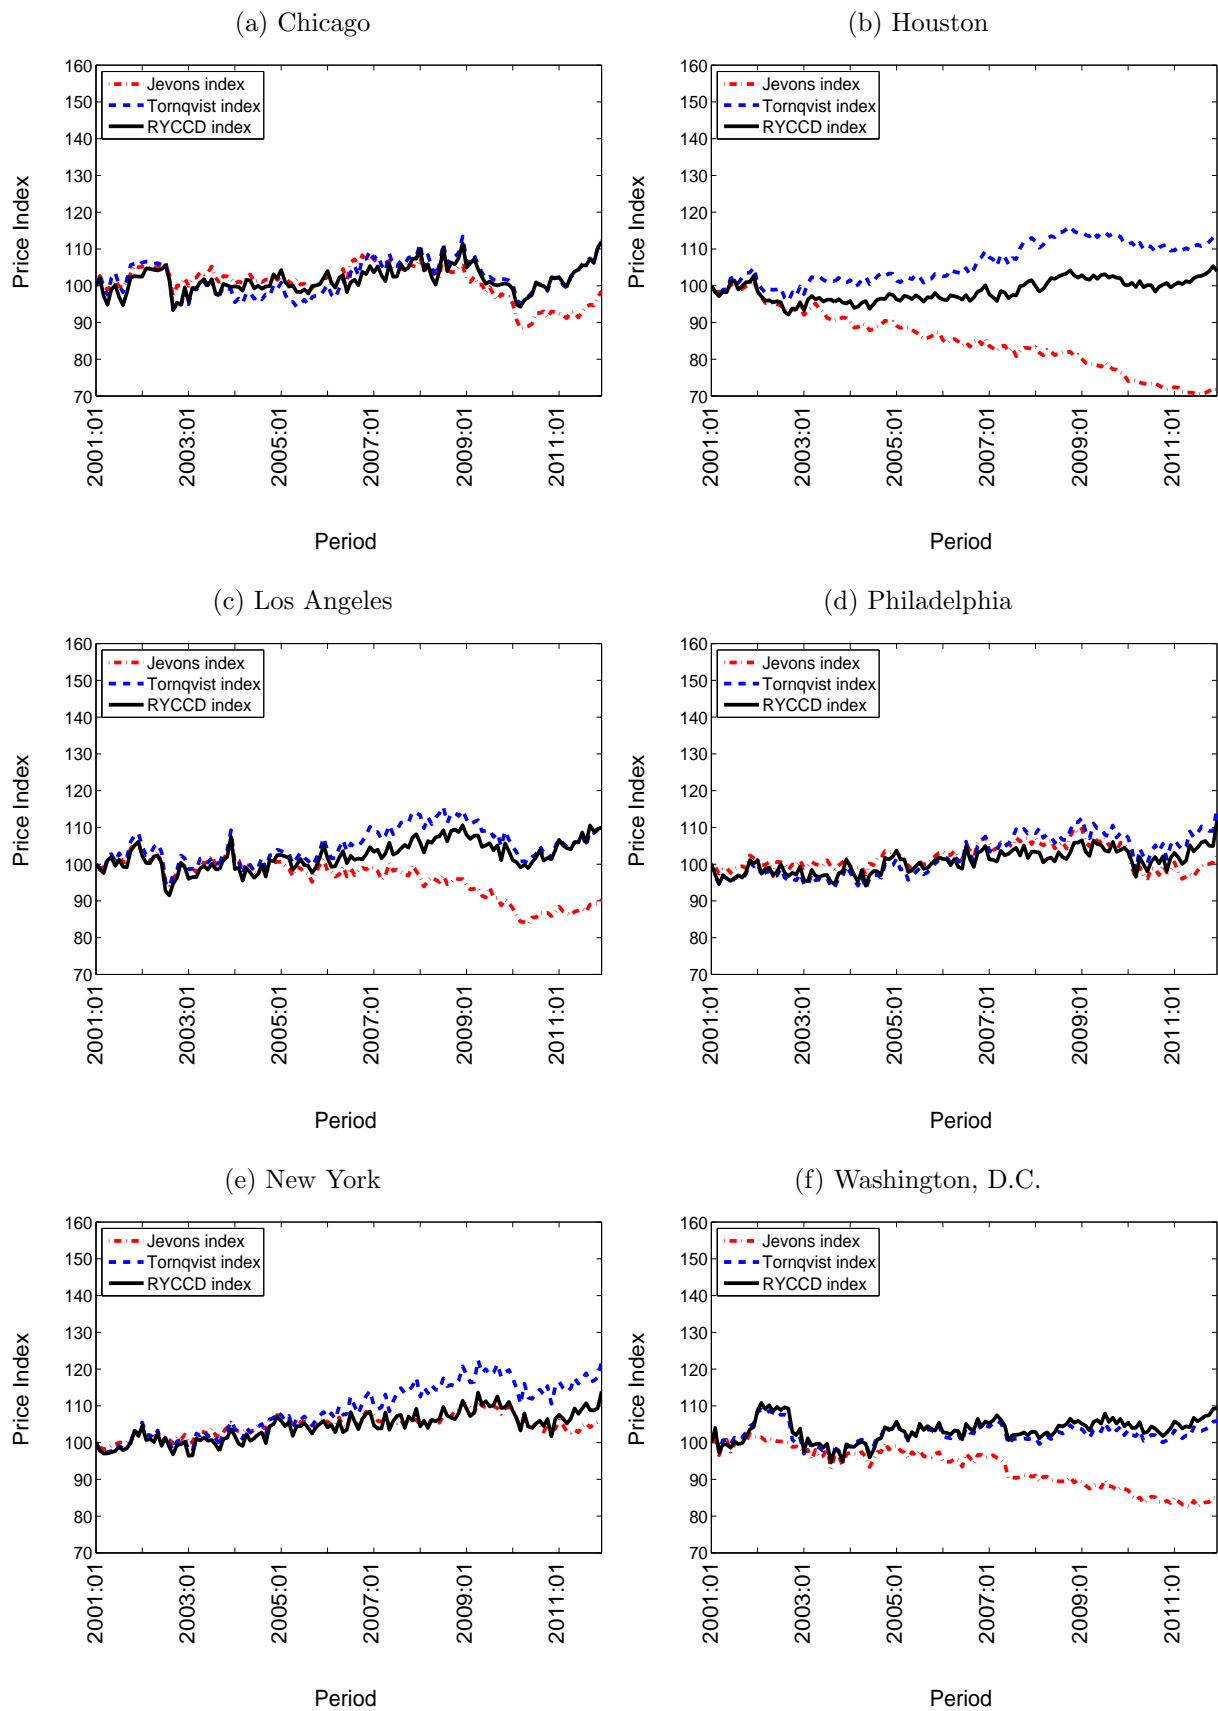 (a) Chicago
160
150
140
130
120
110
100
90
80
70
Price Index
Jevons index
Tornqvist index
RYCCD index
2001:01
2003:01
2005:01
2007:01
2009:01
2011:01
Period
(b) Houston
160
150
140
130
120
110
100
90
80
70
Price Index
Jevons index
Tornqvist index
RYCCD index
2001:01
2003:01
2005:01
2007:01
2009:01
2011:01
Period
(c) Los Angeles
160
150
140
130
120
110
100
90
80
70
Price Index
Jevons index
Tornqvist index
RYCCD index
2001:01
2003:01
2005:01
2007:01
2009:01
2011:01
Period
(d) Philadelphia
160
150
140
130
120
110
100
90
80
70
Price Index
Jevons index
Tornqvist index
RYCCD index
2001:01
2003:01
2005:01
2007:01
2009:01
2011:01
Period
(e) New York
160
150
140
130
120
110
100
90
80
70
Price Index
Jevons index
Tornqvist index
RYCCD index
2001:01
2003:01
2005:01
2007:01
2009:01
2011:01
Period
(f) Washington, D.C.
160
150
140
130
120
110
100
90
80
70
Price Index
Jevons index
Tornqvist index
RYCCD index
2001:01
2003:01
2005:01
2007:01
2009:01
2011:01
Period